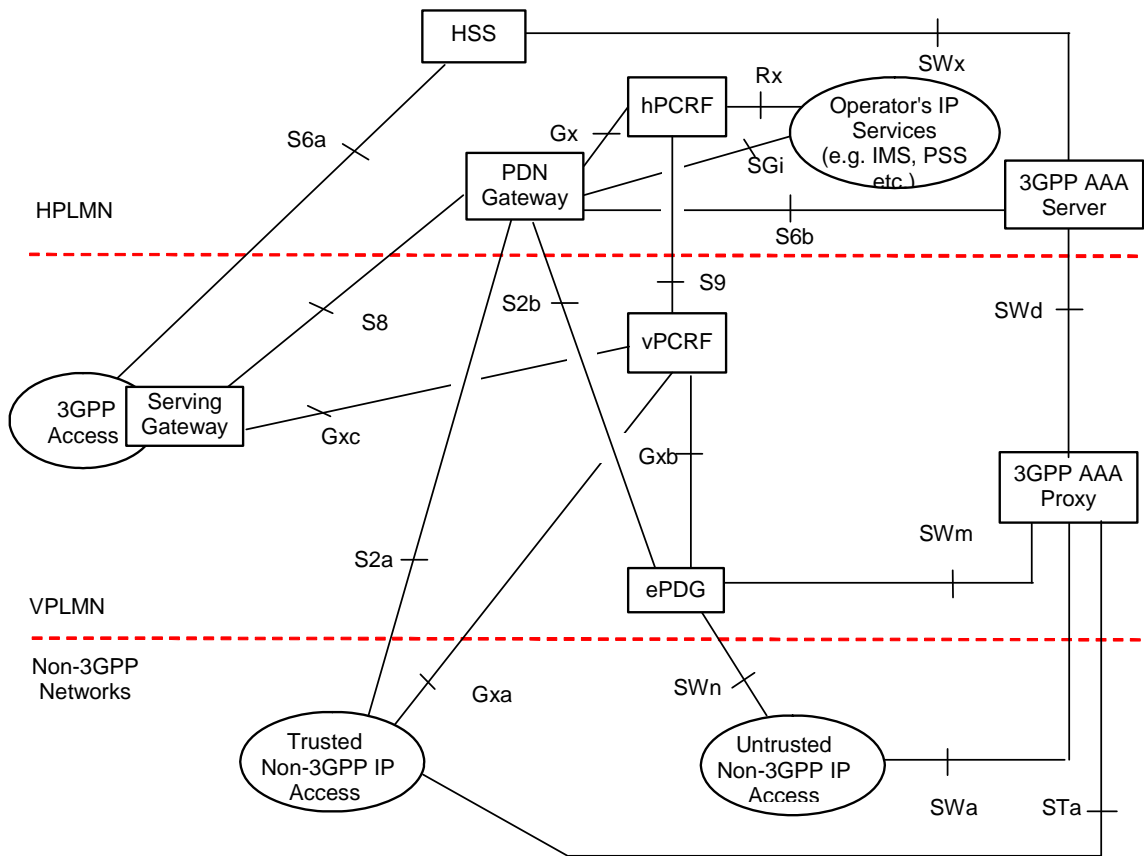 HSS
SWx
Rx
hPCRF
Operator's IP
Services
(e.g. IMS, PSS
etc.)
Gx
S6a
SGi
PDN
Gateway
3GPP AAA
Server
HPLMN
S6b
S2b
S9
SWd
S8
vPCRF
3GPP
Access
Serving
Gateway
Gxc
Gxb
3GPP AAA
Proxy
SWm
S2a
ePDG
VPLMN
Non-3GPP
Networks
Gxa
SWn
Trusted
Non-3GPP IP
Access
Untrusted
Non-3GPP IP
Access
SWa
STa